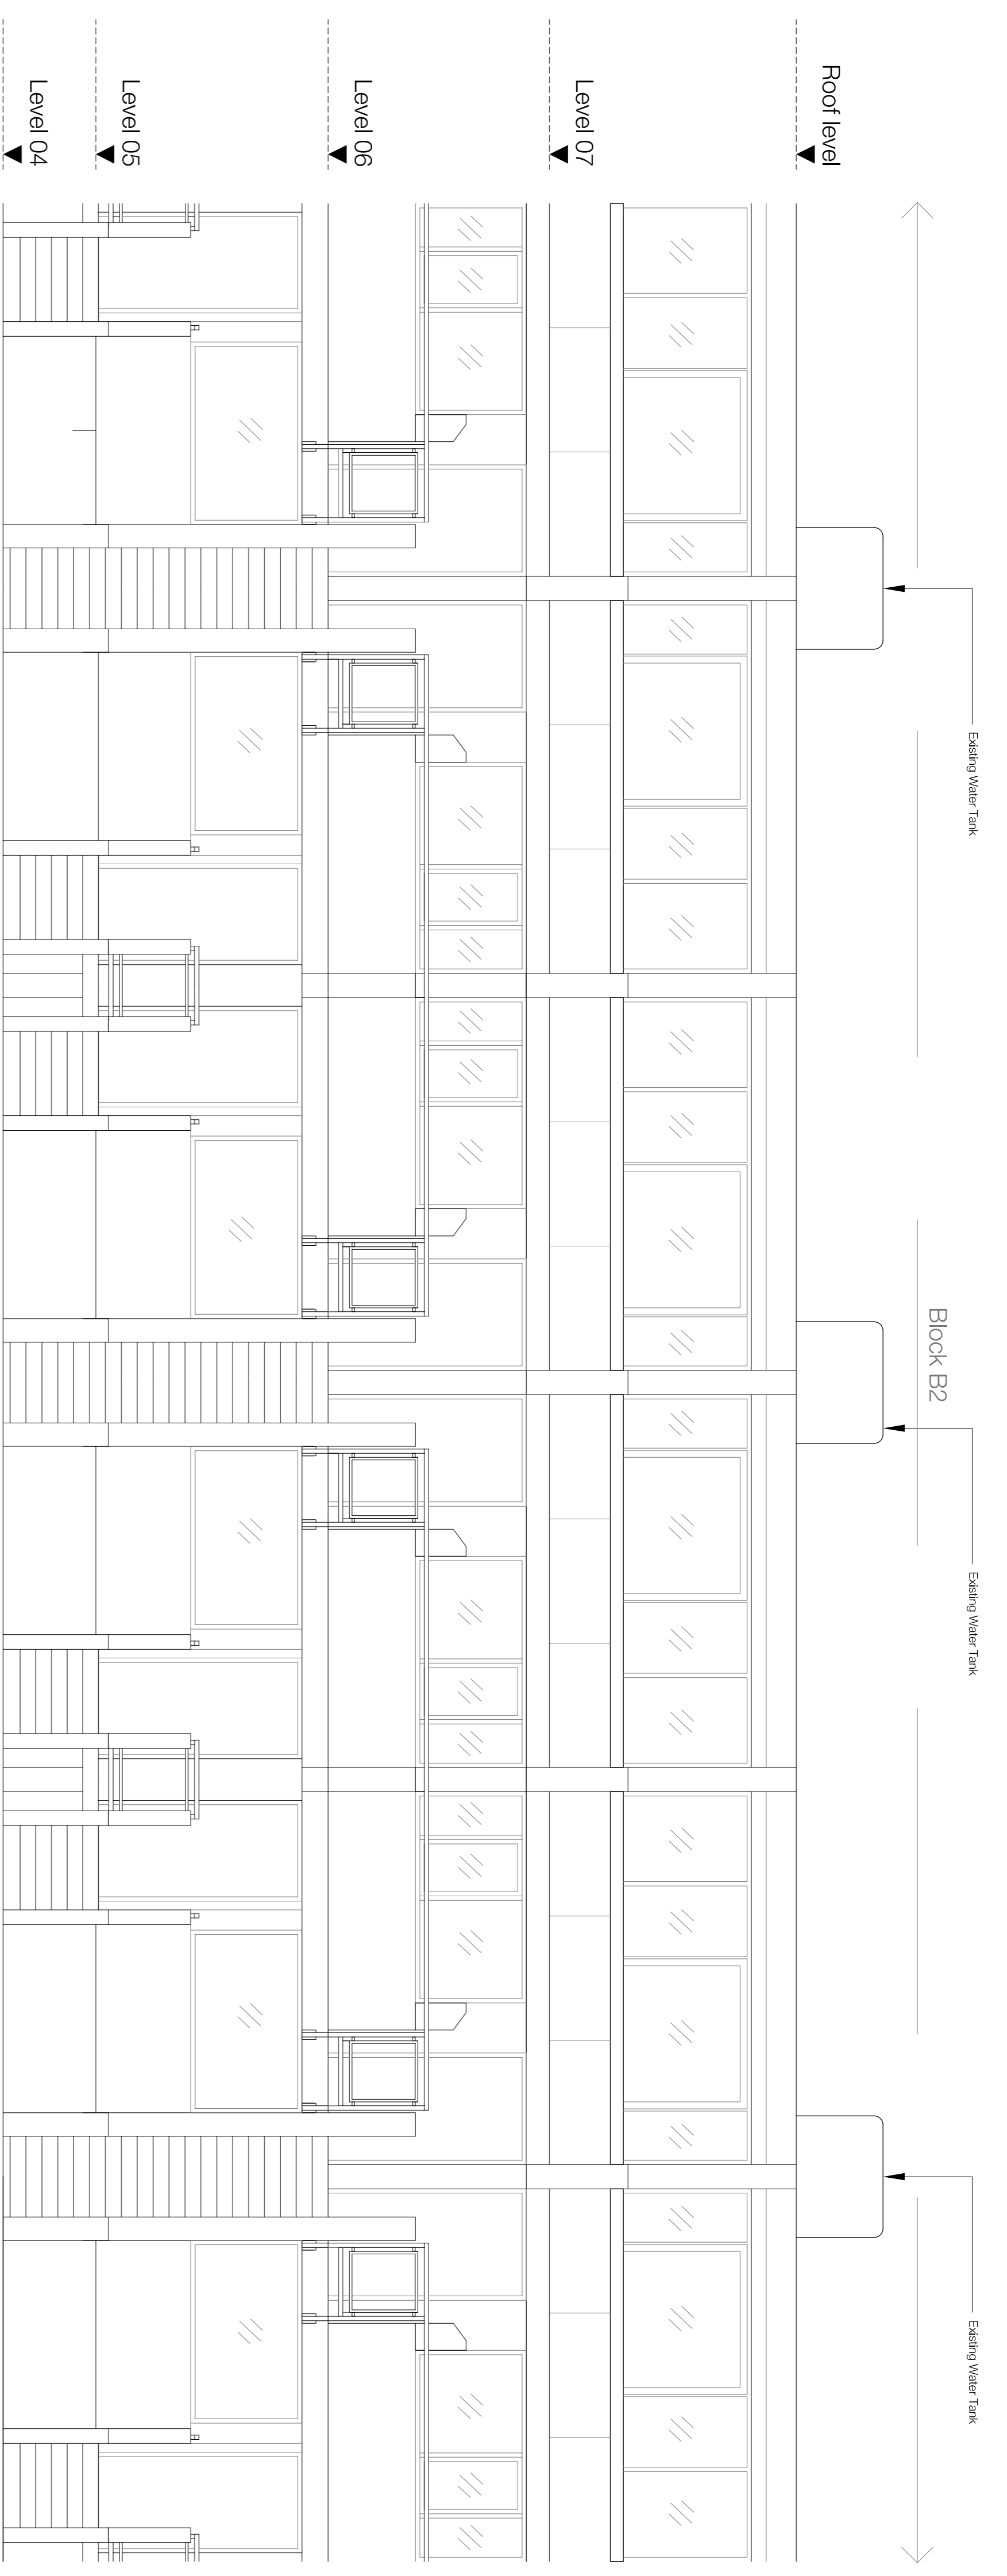 Existing Water Tank
Existing Water Tank
Existing Water Tank
Block B2
Roof level
Level 07
Level 06
Level 05
Level 04